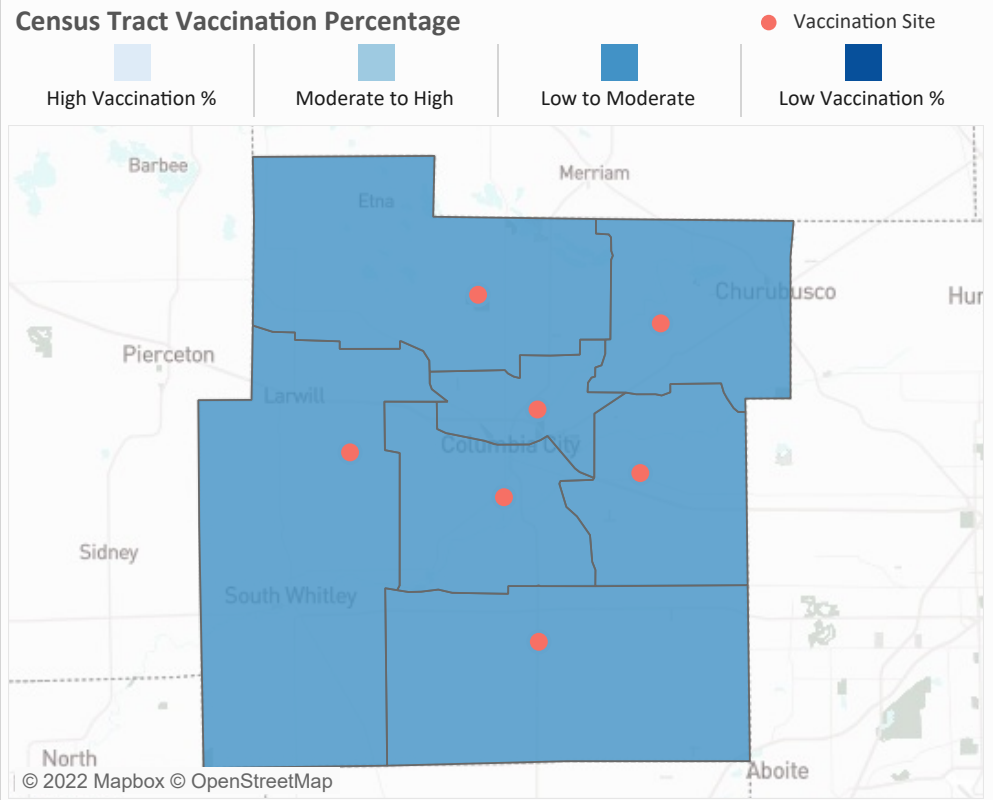 Census Tract Vaccination Percentage
Vaccination Site
High Vaccination %
Moderate to High
Low to Moderate
Low Vaccination %
Barbee
Merriam
Etna
Churubusco
Hur
Pierceton
Larwill
Columbia City
Sidney
South Whitley
North
Aboite
© 2022 Mapbox © OpenStreetMap